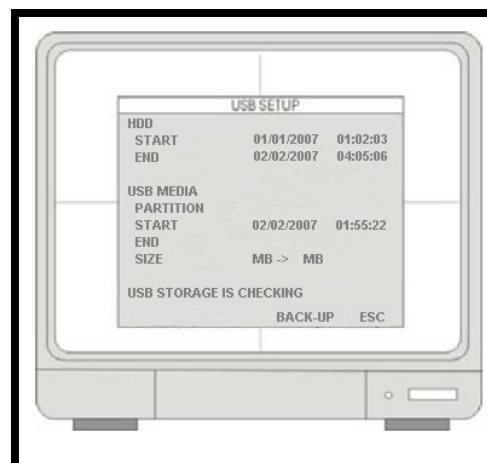 USB SETUP
HDD
START 01/01/2007 01:02:03
END 02/02/2007 04:05:06
USB MEDIA
PARTITION
START 02/02/2007 01:55:22
END
SIZE MB -> MB
USB STORAGE IS CHECKING
BACK-UP ESC